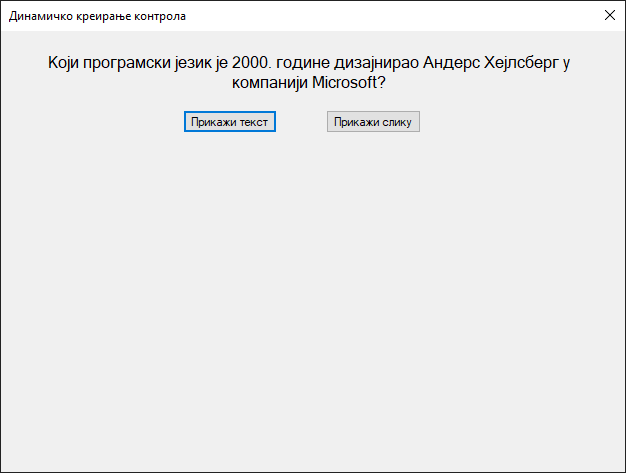 Динамичко креирање контрола
Који програмски језик је 2000. године дизајнирао Андерс Хејлсберг у
компанији Microsoft?
Прикажи текст Прикажи слику